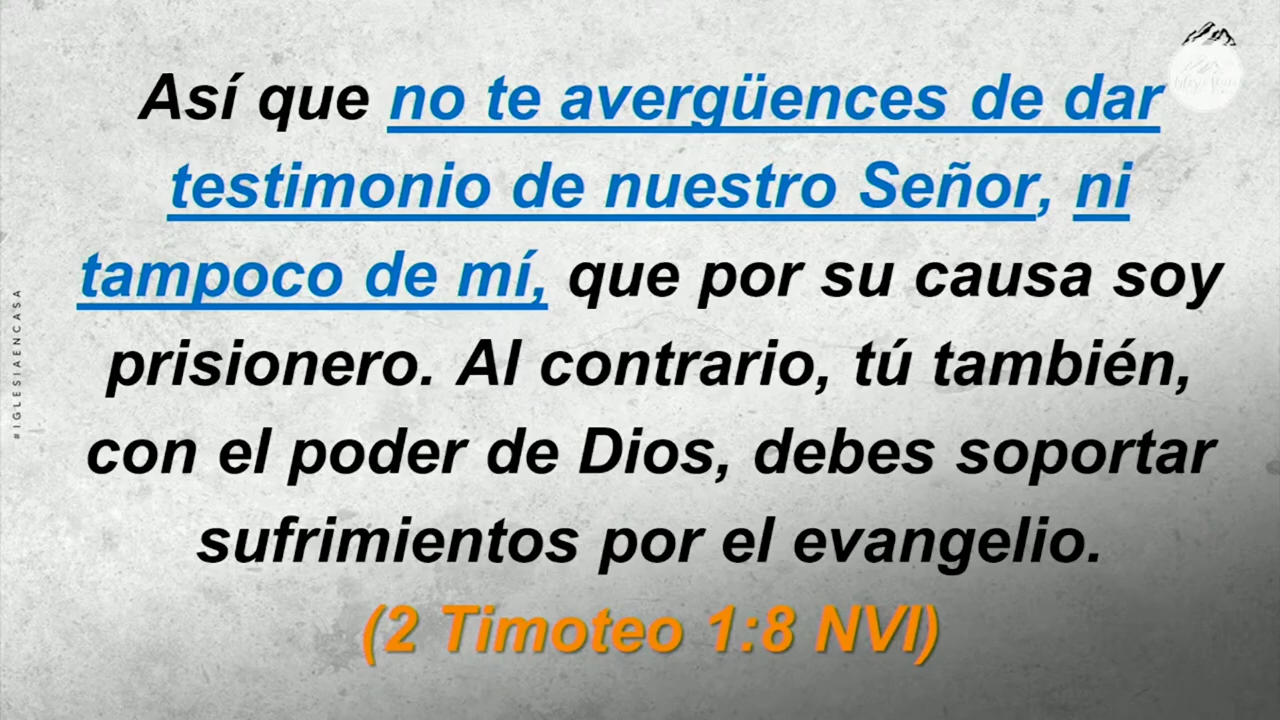 Así que no te avergüences de dar
testimonio de nuestro Señor, ni
tampoco de mí, que por su causa soy
prisionero. Al contrario, tú también,
con el poder de Dios, debes soportar
sufrimientos por el evangelio.
(2 Timoteo 1:8 NVI)
#IGLESIAENCASA